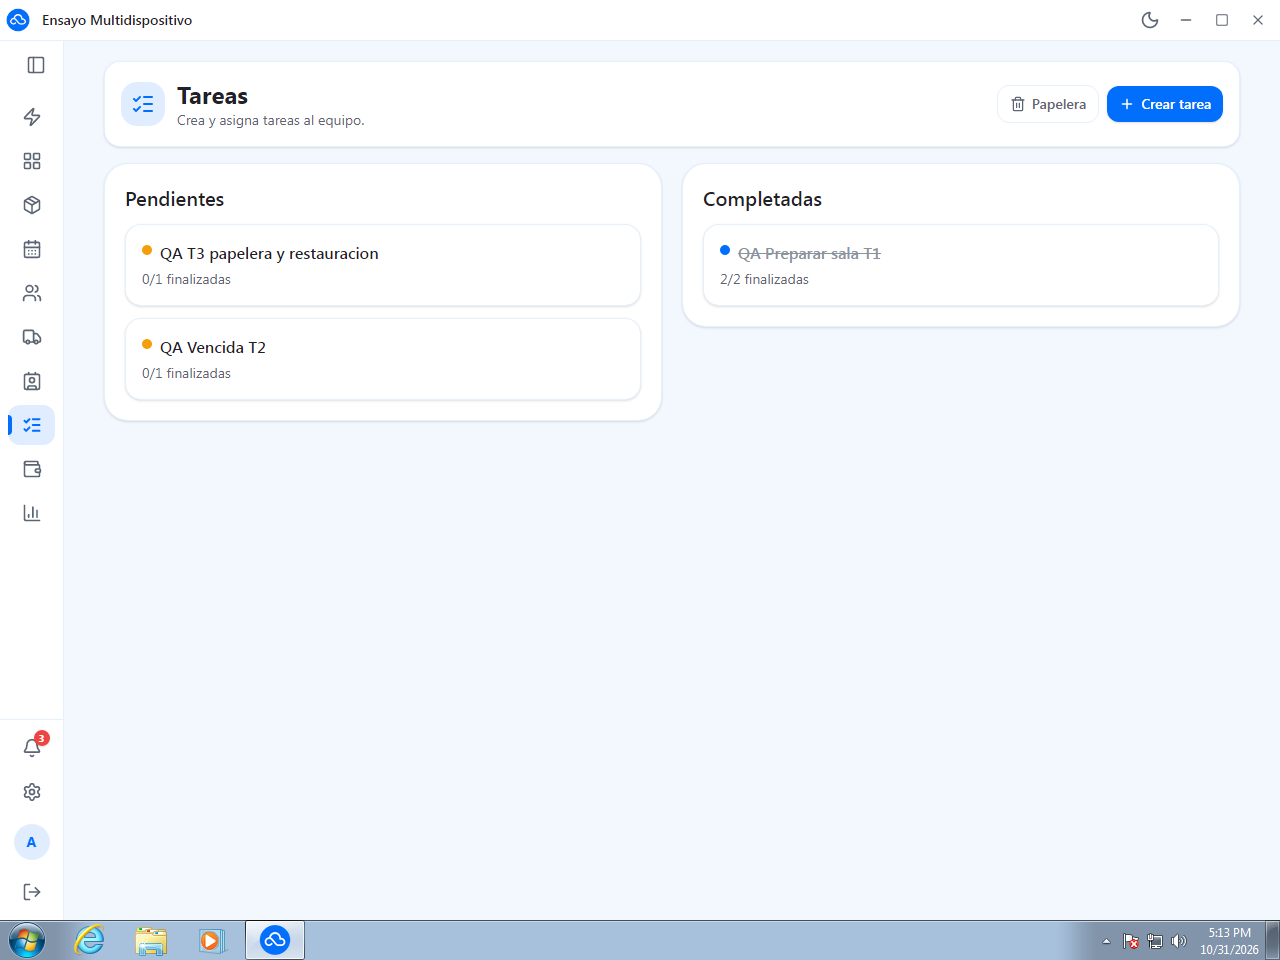 Ensayo Multidispositivo
Tareas
Crea y asigna tareas al equipo.
Papelera
Crear tarea
Pendientes
QA T3 papelera y restauracion
0/1 finalizadas
QA Vencida T2
0/1 finalizadas
Completadas
QA Preparar sala T1
2/2 finalizadas
3
A
5:13 PM
10/31/2026